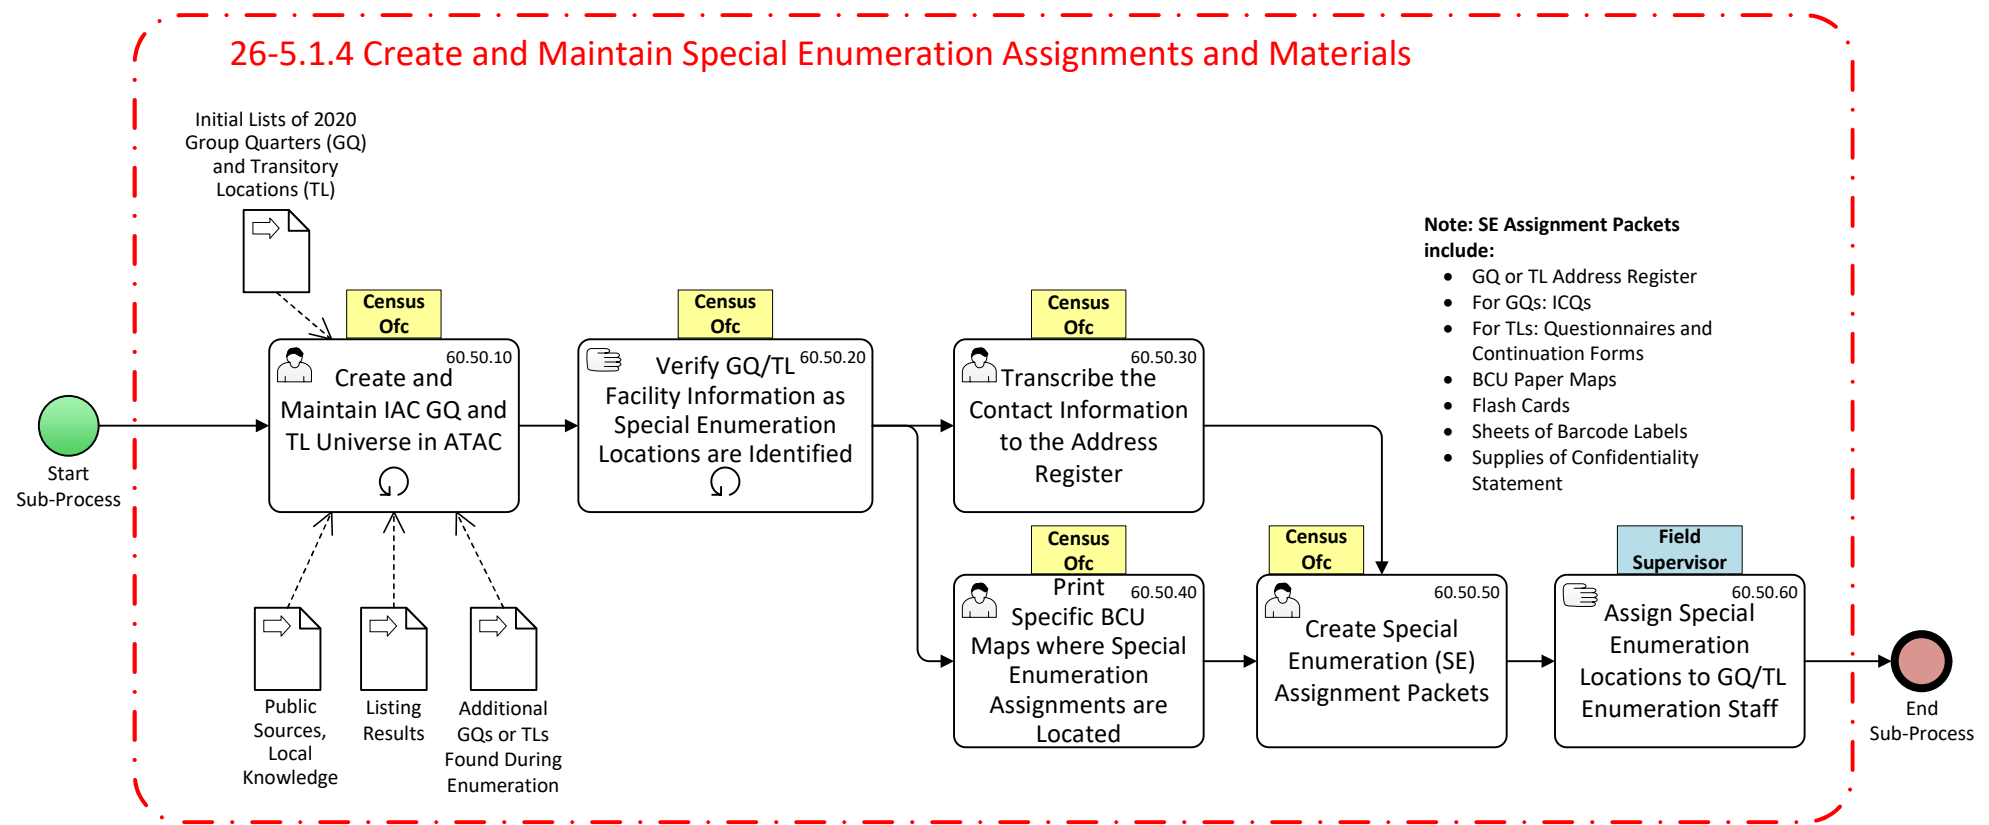 26-5.1.4 Create and Maintain Special Enumeration Assignments and Materials
Initial Lists of 2020
Group Quarters (GQ)
and Transitory
Locations (TL)
Note: SE Assignment Packets
include:
• GQ or TL Address Register
• For GQs: ICQs
• For TLs: Questionnaires and
Continuation Forms
• BCU Paper Maps
• Flash Cards
• Sheets of Barcode Labels
• Supplies of Confidentiality
Statement
Start
Sub-Process
Census
Ofc
60.50.10
Create and
Maintain IAC GQ and
TL Universe in ATAC
Census
Ofc
60.50.20
Verify GQ/TL
Facility Information as
Special Enumeration
Locations are Identified
Census
Ofc
60.50.30
Transcribe the
Contact Information
to the Address
Register
Census
Ofc
60.50.40
Print
Specific BCU
Maps where Special
Enumeration
Assignments are
Located
Census
Ofc
60.50.50
Create Special
Enumeration (SE)
Assignment Packets
Field
Supervisor
60.50.60
Assign Special
Enumeration
Locations to GQ/TL
Enumeration Staff
End
Sub-Process
Public
Sources,
Local
Knowledge
Listing
Results
Additional
GQs or TLs
Found During
Enumeration